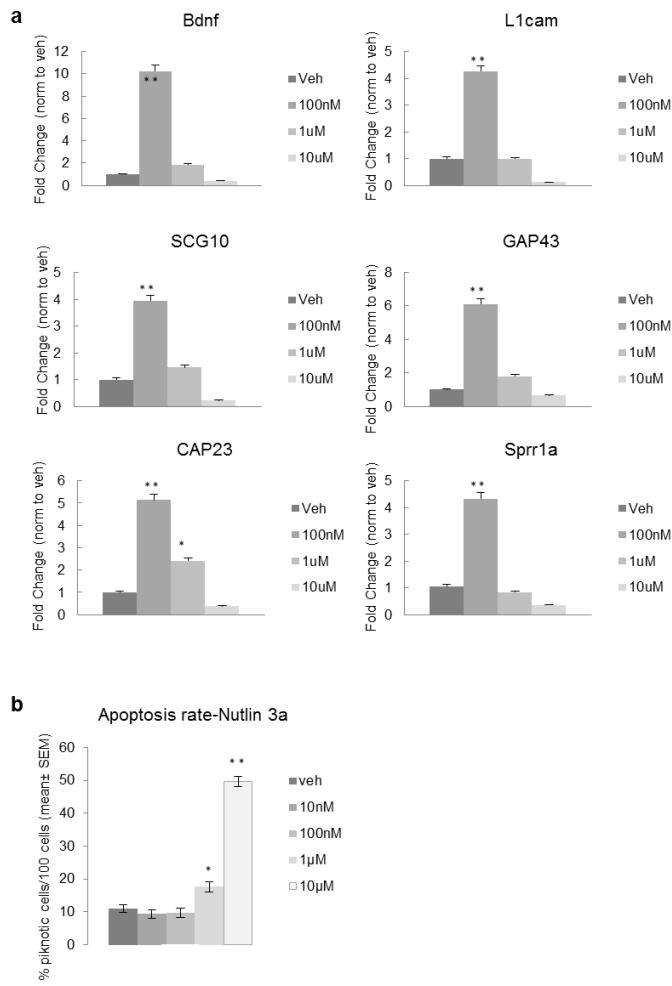 a
Bdnf
Fold Change (norm to veh)
12
10
8
6
4
2
0
**
Veh
100nM
1uM
10uM
L1cam
Fold Change (norm to veh)
5
4
3
2
1
0
**
Veh
100nM
1uM
10uM
SCG10
Fold Change (norm to veh)
5
4
3
2
1
0
**
Veh
100nM
1uM
10uM
GAP43
Fold Change (norm to veh)
8
6
4
2
0
**
Veh
100nM
1uM
10uM
CAP23
Fold Change (norm to veh)
6
5
4
3
2
1
0
**
*
Veh
100nM
1uM
10uM
Sprr1a
Fold Change (norm to veh)
5
4
3
2
1
0
**
Veh
100nM
1uM
10uM
b
Apoptosis rate-Nutlin 3a
% piknotic cells/100 cells (mean± SEM)
60
50
40
30
20
10
0
*
**
veh
10nM
100nM
1µM
10µM